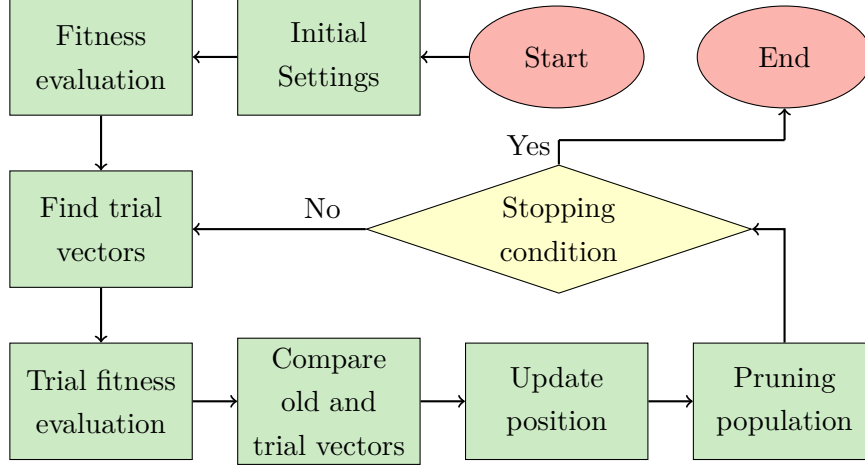 Fitness
evaluation
Initial
Settings
Start
End
Yes
Find trial
vectors
No
Stopping
condition
Trial fitness
evaluation
Compare
old and
trial vectors
Update
position
Pruning
population